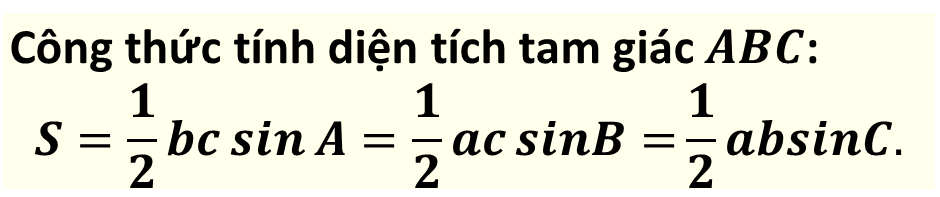 Công thức tính diện tích tam giác ABC:
S = 1/2 bc sin A = 1/2 ac sinB = 1/2 absinC.